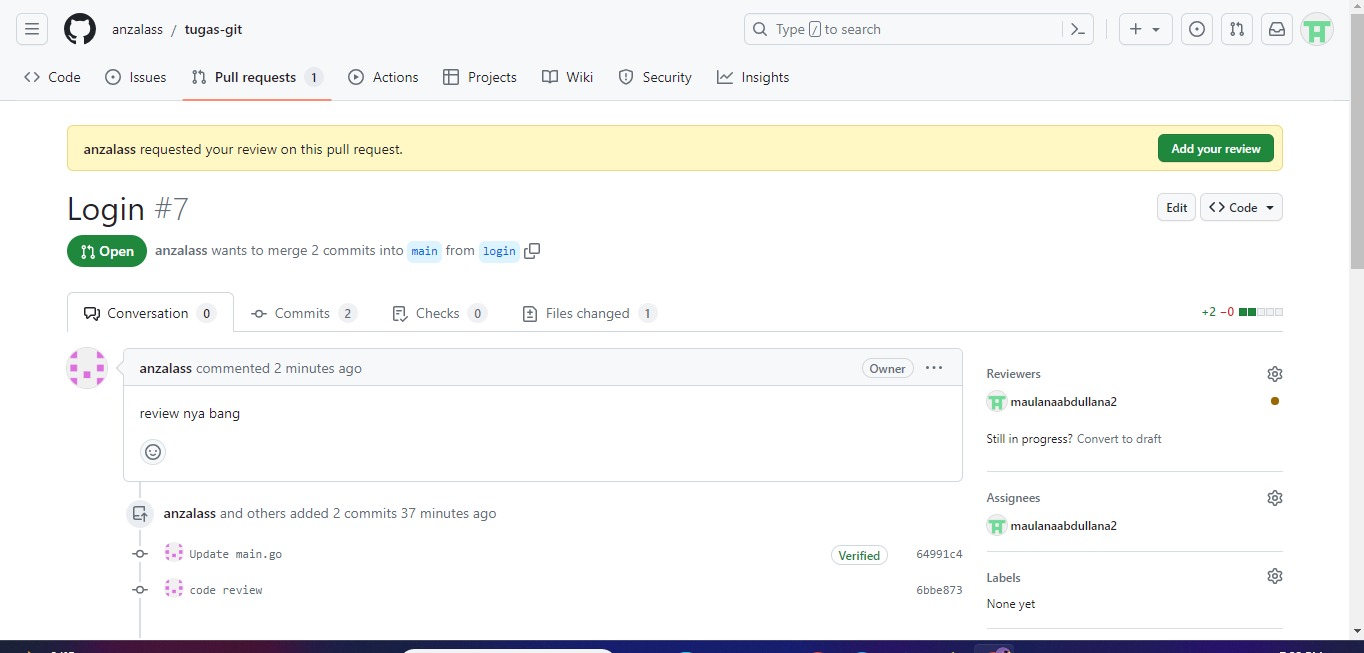 anzalass / tugas-git
Type / to search
Code Issues Pull requests 1 Actions Projects Wiki Security Insights
anzalass requested your review on this pull request.
Add your review
Login #7
Edit Code
Open anzalass wants to merge 2 commits into main from login
Conversation 0 Commits 2 Checks 0 Files changed 1
+2 −0
anzalass commented 2 minutes ago
Owner
review nya bang
anzalass and others added 2 commits 37 minutes ago
Update main.go Verified 64991c4
code review 6bbe873
Reviewers
maulanaabdullana2
Still in progress? Convert to draft
Assignees
maulanaabdullana2
Labels
None yet